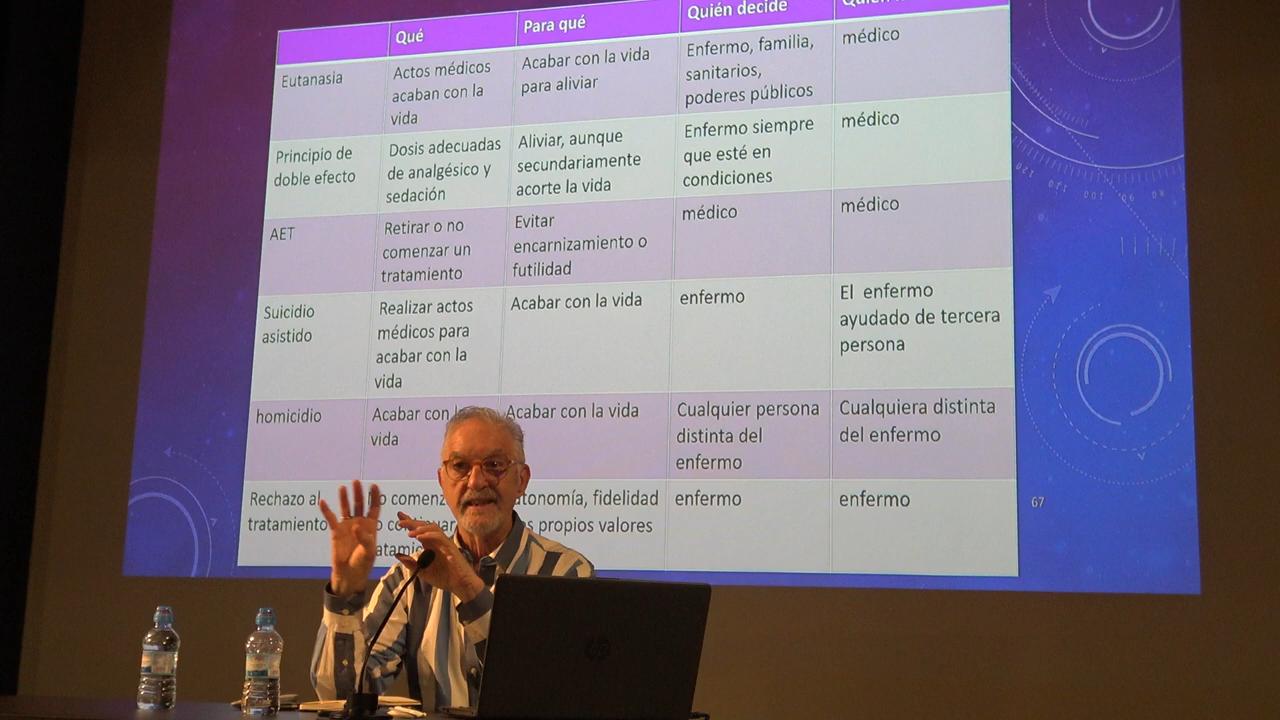 Qué
Para qué
Quién decide
Eutanasia
Actos médicos
acaban con la
vida
Acabar con la vida
para aliviar
Enfermo, familia,
sanitarios,
poderes públicos
médico
Principio de
doble efecto
Dosis adecuadas
de analgésico y
sedación
Aliviar, aunque
secundariamente
acorte la vida
Enfermo siempre
que esté en
condiciones
médico
AET
Retirar o no
comenzar un
tratamiento
Evitar
encarnizamiento o
futilidad
médico
médico
Suicidio
asistido
Realizar actos
médicos para
acabar con la
vida
Acabar con la vida
enfermo
El enfermo
ayudado de tercera
persona
homicidio
Acabar con
vida
Acabar con la vida
Cualquier persona
distinta del
enfermo
Cualquiera distinta
del enfermo
Rechazo al
tratamiento
fidelidad
propios valores
enfermo
enfermo
67
hp